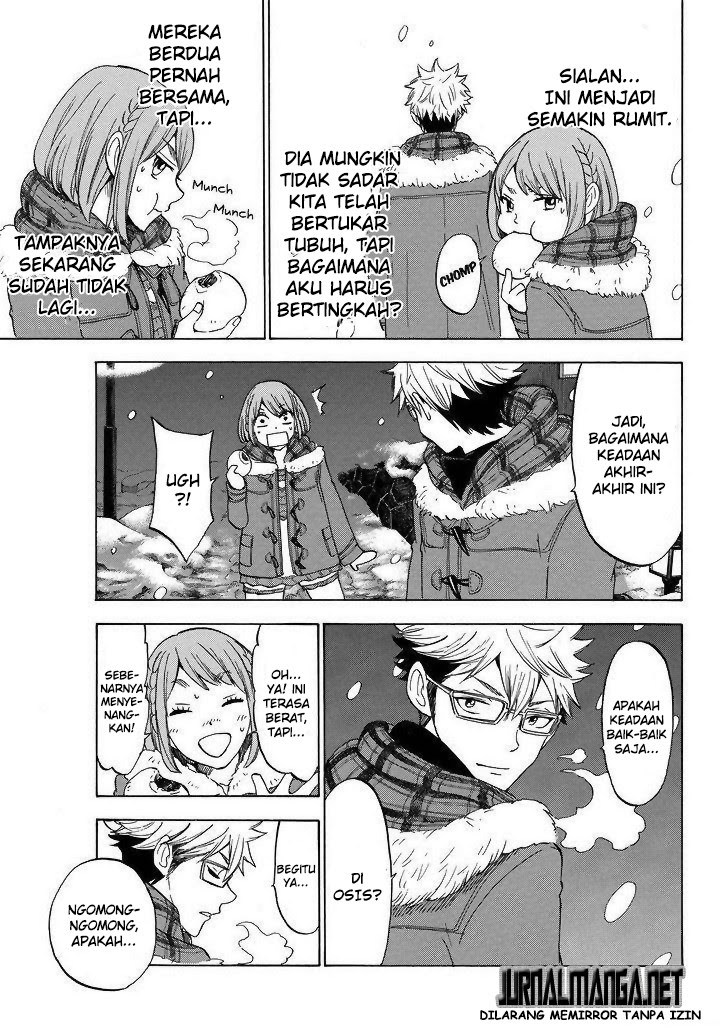 SIALAN...
INI MENJADI
SEMAKIN RUMIT.
DIA MUNGKIN
TIDAK SADAR
KITA TELAH
BERTUKAR
TUBUH, TAPI
BAGAIMANA
AKU HARUS
BERTINGKAH?
CHOMP
MEREKA
BERDUA
PERNAH
BERSAMA,
TAPI...
Munch
Munch
TAMPAKNYA
SEKARANG
SUDAH TIDAK
LAGI...
JADI,
BAGAIMANA
KEADAAN
AKHIR-
AKHIR INI?
UGH
?!
APAKAH
KEADAAN
BAIK-BAIK
SAJA...
DI
OSIS?
OH...
YA! INI
TERASA
BERAT,
TAPI...
SEBE-
NARNYA
MENYE-
NANG-
KAN!
BEGITU
YA...
NGOMONG-
NGOMONG,
APAKAH...
JURNALMANGA.NET
DILARANG MEMIRROR TANPA IZIN